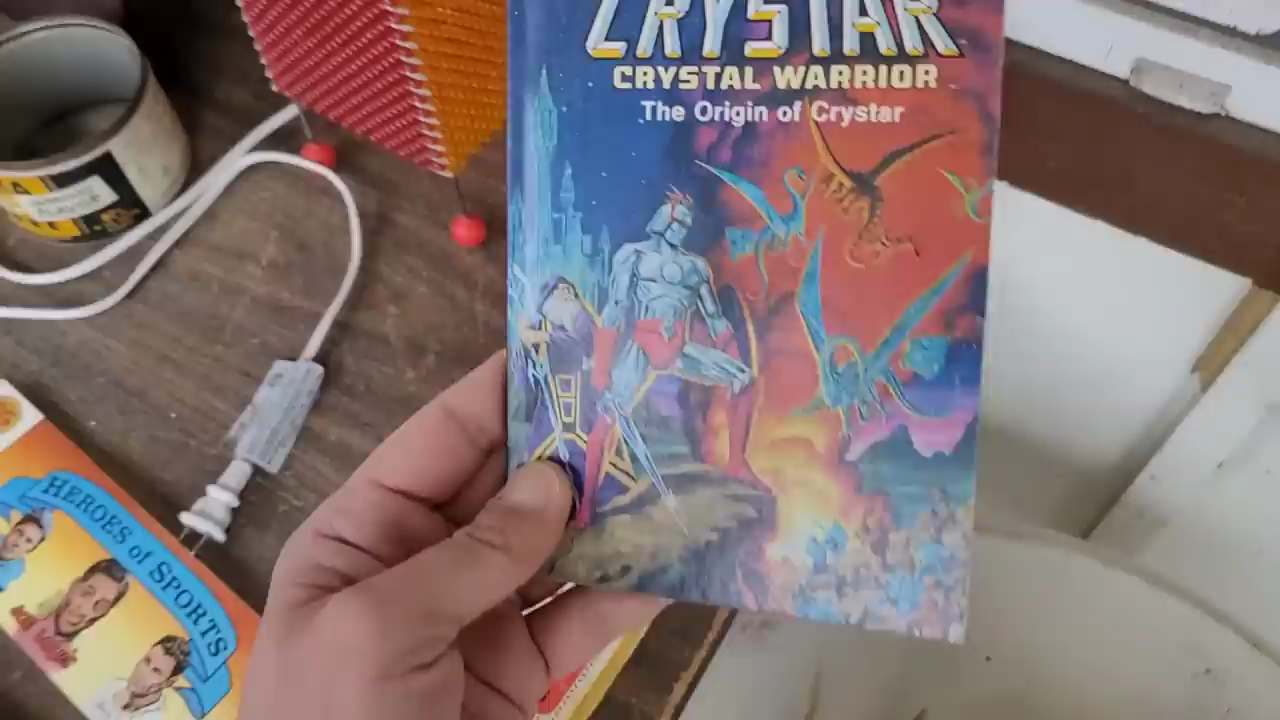 CRYSTAR
CRYSTAL WARRIOR
The Origin of Crystar
HEROES of SPORTS